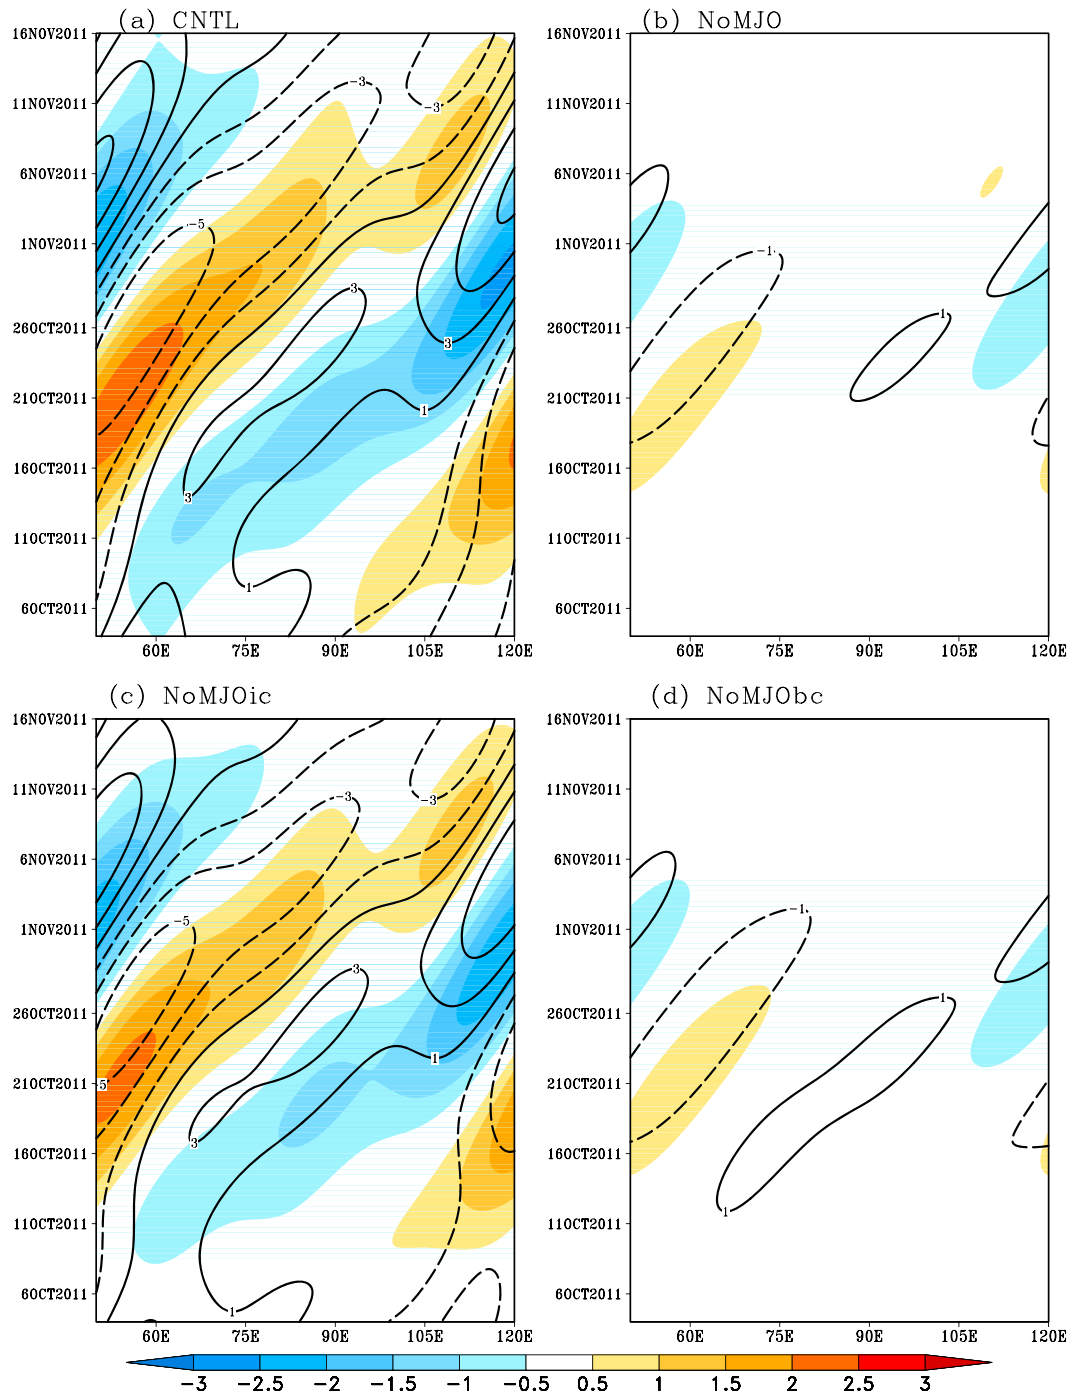 (a) CNTL
16NOV2011
11NOV2011
6NOV2011
1NOV2011
26OCT2011
21OCT2011
16OCT2011
11OCT2011
6OCT2011
60E 75E 90E 105E 120E
-3
-3
-5
3
3
1
3
1
(b) NoMJO
16NOV2011
11NOV2011
6NOV2011
1NOV2011
26OCT2011
21OCT2011
16OCT2011
11OCT2011
6OCT2011
60E 75E 90E 105E 120E
-1
1
(c) NoMJOic
16NOV2011
11NOV2011
6NOV2011
1NOV2011
26OCT2011
21OCT2011
16OCT2011
11OCT2011
6OCT2011
60E 75E 90E 105E 120E
-3
-3
-5
3
1
5
3
1
(d) NoMJObc
16NOV2011
11NOV2011
6NOV2011
1NOV2011
26OCT2011
21OCT2011
16OCT2011
11OCT2011
6OCT2011
60E 75E 90E 105E 120E
-1
1
1
-3 -2.5 -2 -1.5 -1 -0.5 0.5 1 1.5 2 2.5 3